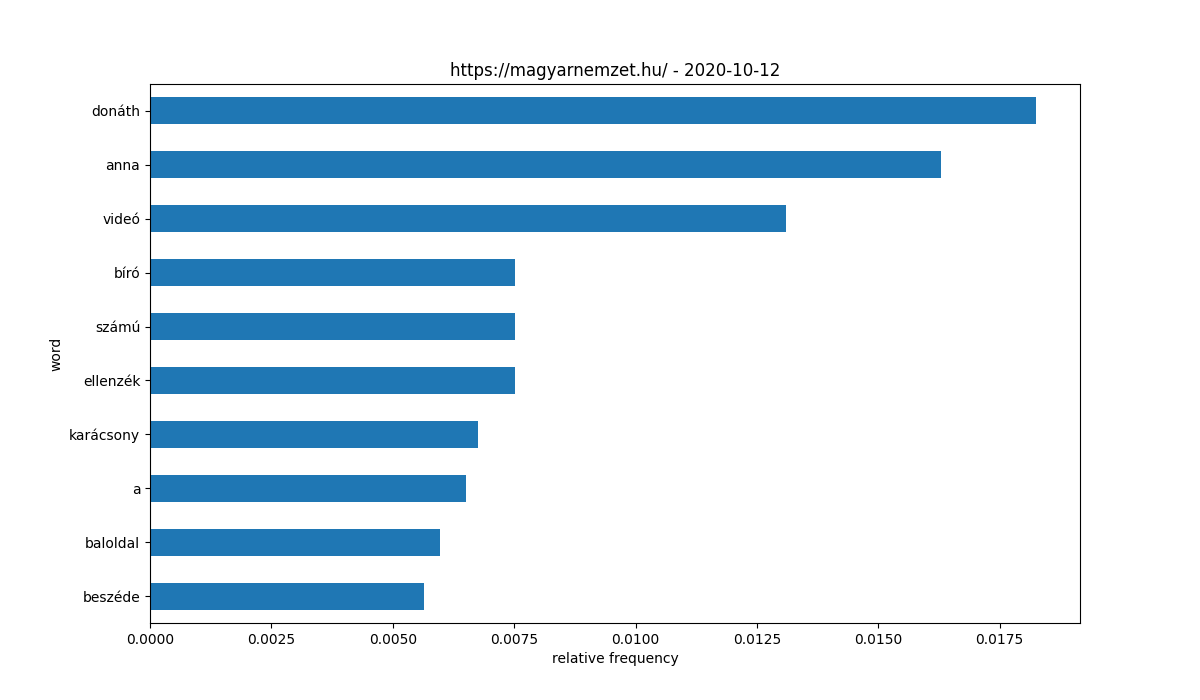 https://magyarnemzet.hu/ - 2020-10-12
donáth
anna
videó
bíró
számú
ellenzék
karácsony
a
baloldal
beszéde
word
0.0000 0.0025 0.0050 0.0075 0.0100 0.0125 0.0150 0.0175
relative frequency